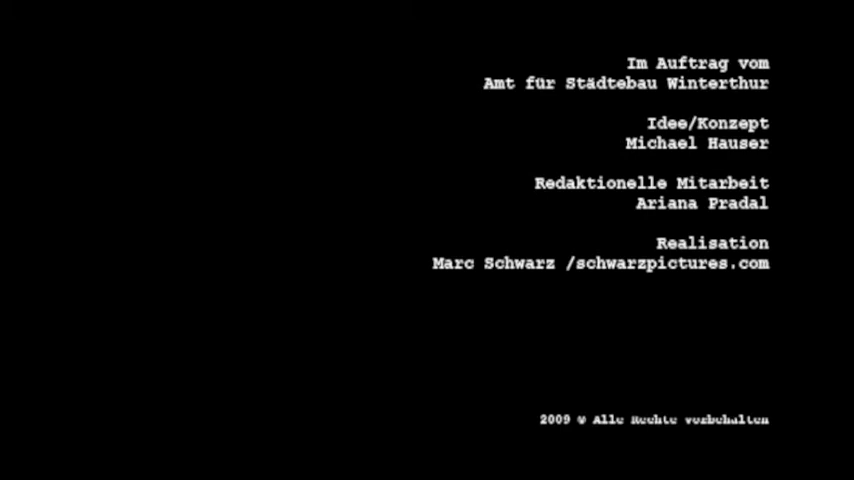 Im Auftrag vom
Amt für Städtebau Winterthur
Idee/Konzept
Michael Hauser
Redaktionelle Mitarbeit
Ariana Pradal
Realisation
Marc Schwarz /schwarzpictures.com
2009 © Alle Rechte vorbehalten